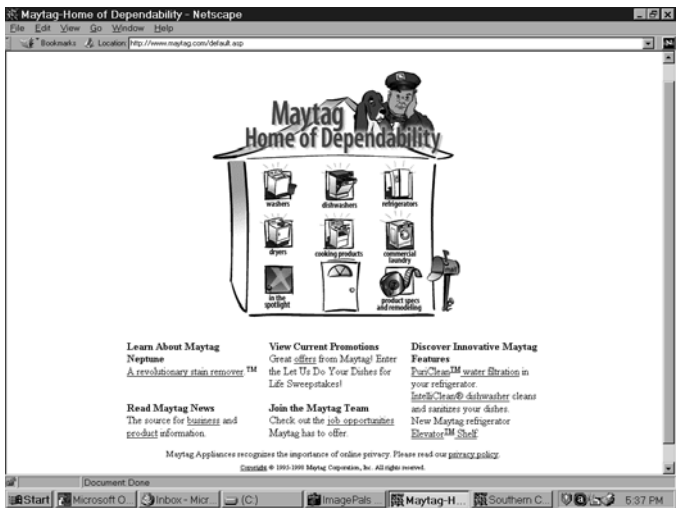 Maytag-Home of Dependability - Netscape
File Edit View Go Window Help
Bookmarks Location: http://www.maytag.com/default.asp
Maytag
Home of Dependability
washers dishwashers refrigerators
dryers cooking products commercial
laundry
in the
spotlight
product specs
and remodeling
Learn About Maytag
Neptune
A revolutionary stain remover.™
View Current Promotions
Great offers from Maytag! Enter
the Let Us Do Your Dishes for
Life Sweepstakes!
Discover Innovative Maytag
Features
PuriClean™ water filtration in
your refrigerator.
IntelliClean® dishwasher cleans
and sanitizes your dishes.
New Maytag refrigerator
Elevator™ Shelf
Read Maytag News
The source for business and
product information.
Join the Maytag Team
Check out the job opportunities
Maytag has to offer.
Maytag Appliances recognizes the importance of online privacy. Please read our privacy policy.
Copyright © 1995-1998 Maytag Corporation, Inc. All rights reserved.
Document: Done
Start Microsoft O... Inbox - Micr... (C:) ImagePals ... Maytag-H... Southern C... 5:37 PM